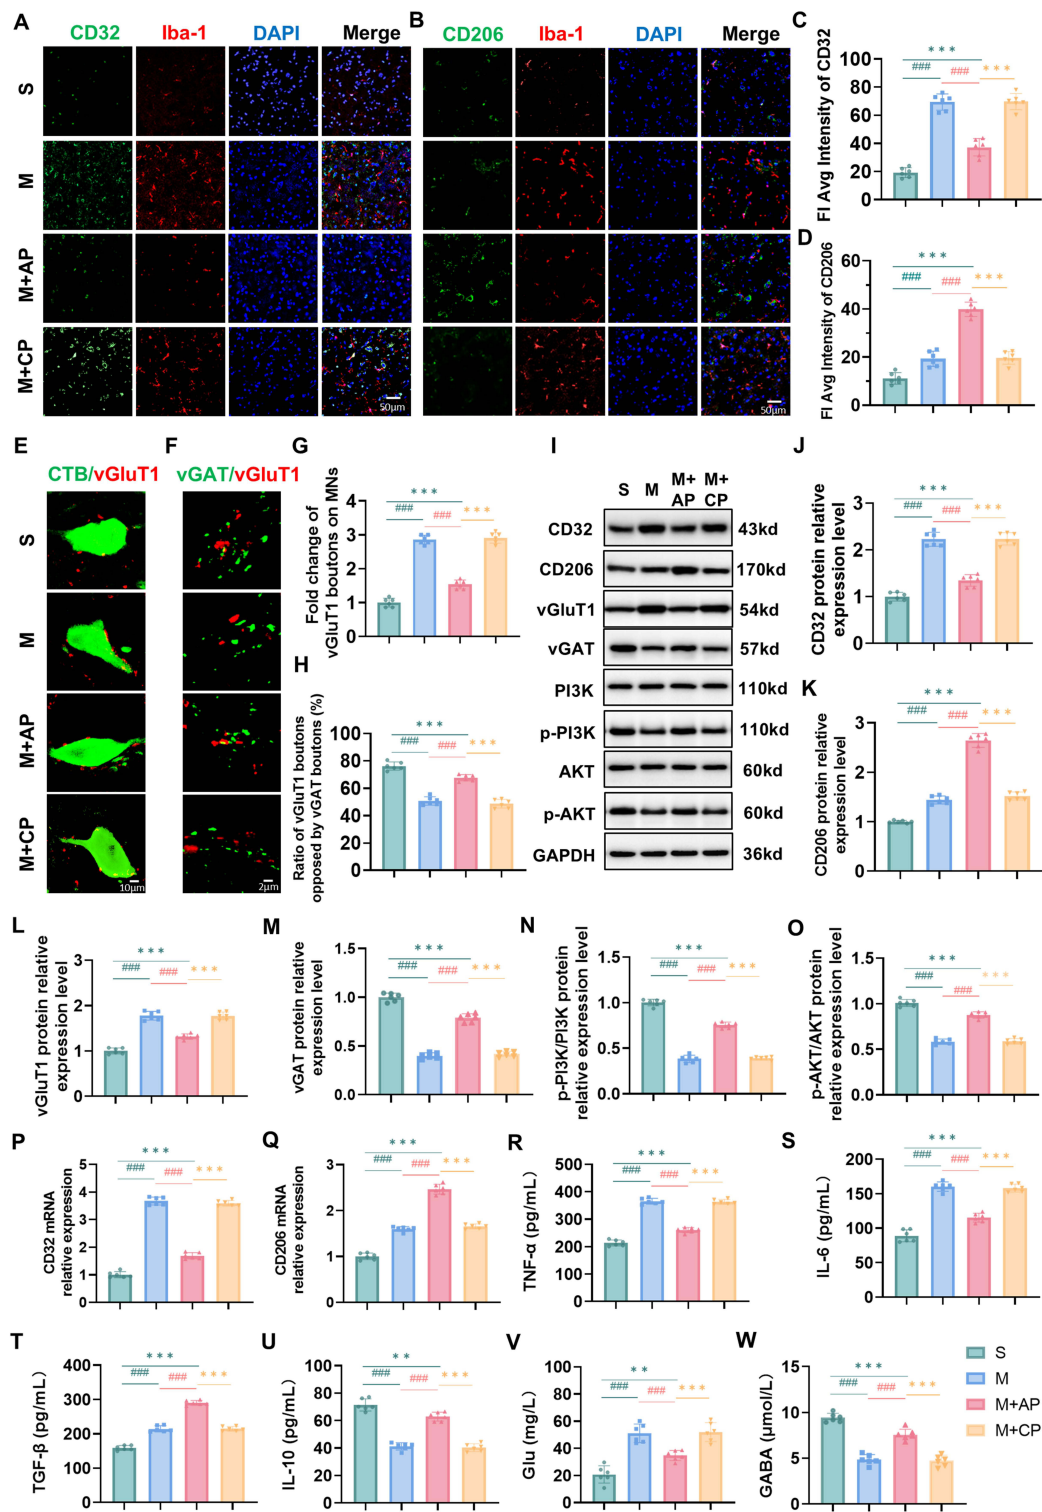 A
CD32 Iba-1 DAPI Merge
S
M
M+AP
M+CP
50μm
B
CD206 Iba-1 DAPI Merge
50μm
C
FI Avg Intensity of CD32
100
80
60
40
20
0
***
### ### ***
D
FI Avg Intensity of CD206
60
40
20
0
***
### ### ***
E
CTB/vGluT1
S
M
M+AP
M+CP
10μm
F
vGAT/vGluT1
2μm
G
Fold change of
vGluT1 boutons on MNs
4
3
2
1
0
***
### ### ***
H
Ratio of vGluT1 boutons
opposed by vGAT boutons (%)
100
80
60
40
20
0
***
### ### ***
I
S M M+AP M+CP
CD32 43kd
CD206 170kd
vGluT1 54kd
vGAT 57kd
PI3K 110kd
p-PI3K 110kd
AKT 60kd
p-AKT 60kd
GAPDH 36kd
J
CD32 protein relative
expression level
3
2
1
0
***
### ### ***
K
CD206 protein relative
expression level
3
2
1
0
***
### ### ***
L
vGluT1 protein relative
expression level
3
2
1
0
***
### ### ***
M
vGAT protein relative
expression level
1.5
1.0
0.5
0.0
***
### ### ***
N
p-PI3K/PI3K protein
relative expression level
1.5
1.0
0.5
0.0
***
### ### ***
O
p-AKT/AKT protein
relative expression level
1.5
1.0
0.5
0.0
***
### ### ***
P
CD32 mRNA
relative expression
5
4
3
2
1
0
***
### ### ***
Q
CD206 mRNA
relative expression
3
2
1
0
***
### ### ***
R
TNF-α (pg/mL)
500
400
300
200
100
0
***
### ### ***
S
IL-6 (pg/mL)
200
150
100
50
0
***
### ### ***
T
TGF-β (pg/mL)
400
300
200
100
0
***
### ### ***
U
IL-10 (pg/mL)
100
80
60
40
20
0
**
### ### ***
V
Glu (mg/L)
100
80
60
40
20
0
**
### ### ***
W
GABA (μmol/L)
15
10
5
0
***
### ### ***
S
M
M+AP
M+CP